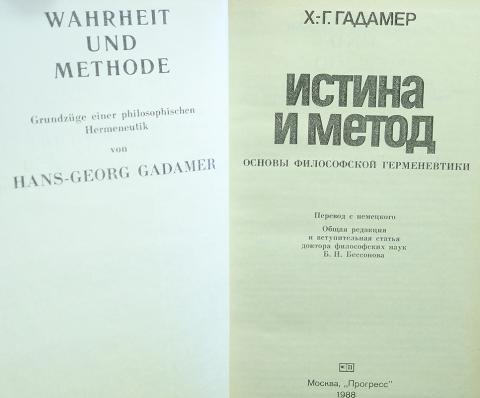 WAHRHEIT
UND
METHODE
Grundzüge einer philosophischen
Hermeneutik
von
HANS-GEORG GADAMER
Х.-Г. ГАДАМЕР
ИСТИНА
И МЕТОД
ОСНОВЫ ФИЛОСОФСКОЙ ГЕРМЕНЕВТИКИ
Перевод с немецкого
Общая редакция
и вступительная статья
доктора философских наук
Б. Н. Бессонова
Москва, „Прогресс"
1988